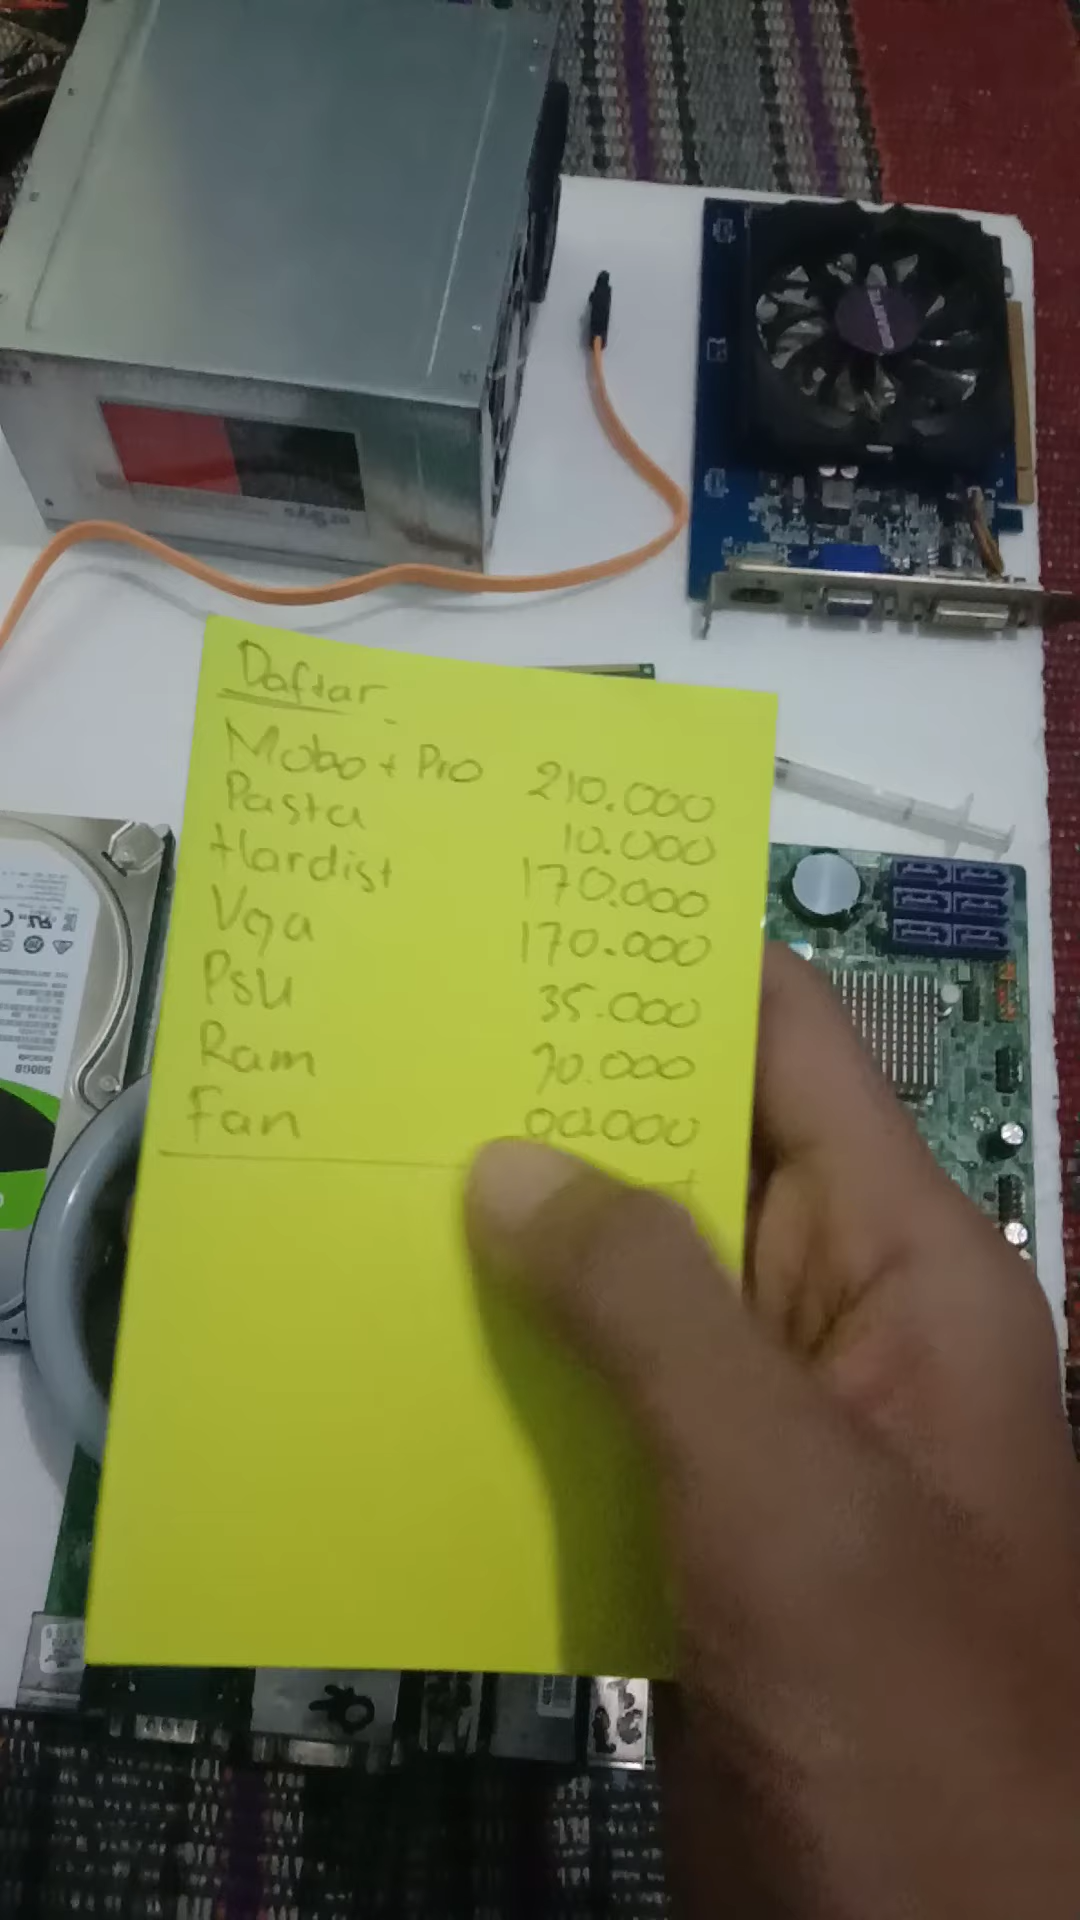 Daftar
Mobo + Pro 210.000
Pasta 10.000
Hardist 170.000
Vga 170.000
Psu 35.000
Ram 70.000
Fan 00.000
500GB